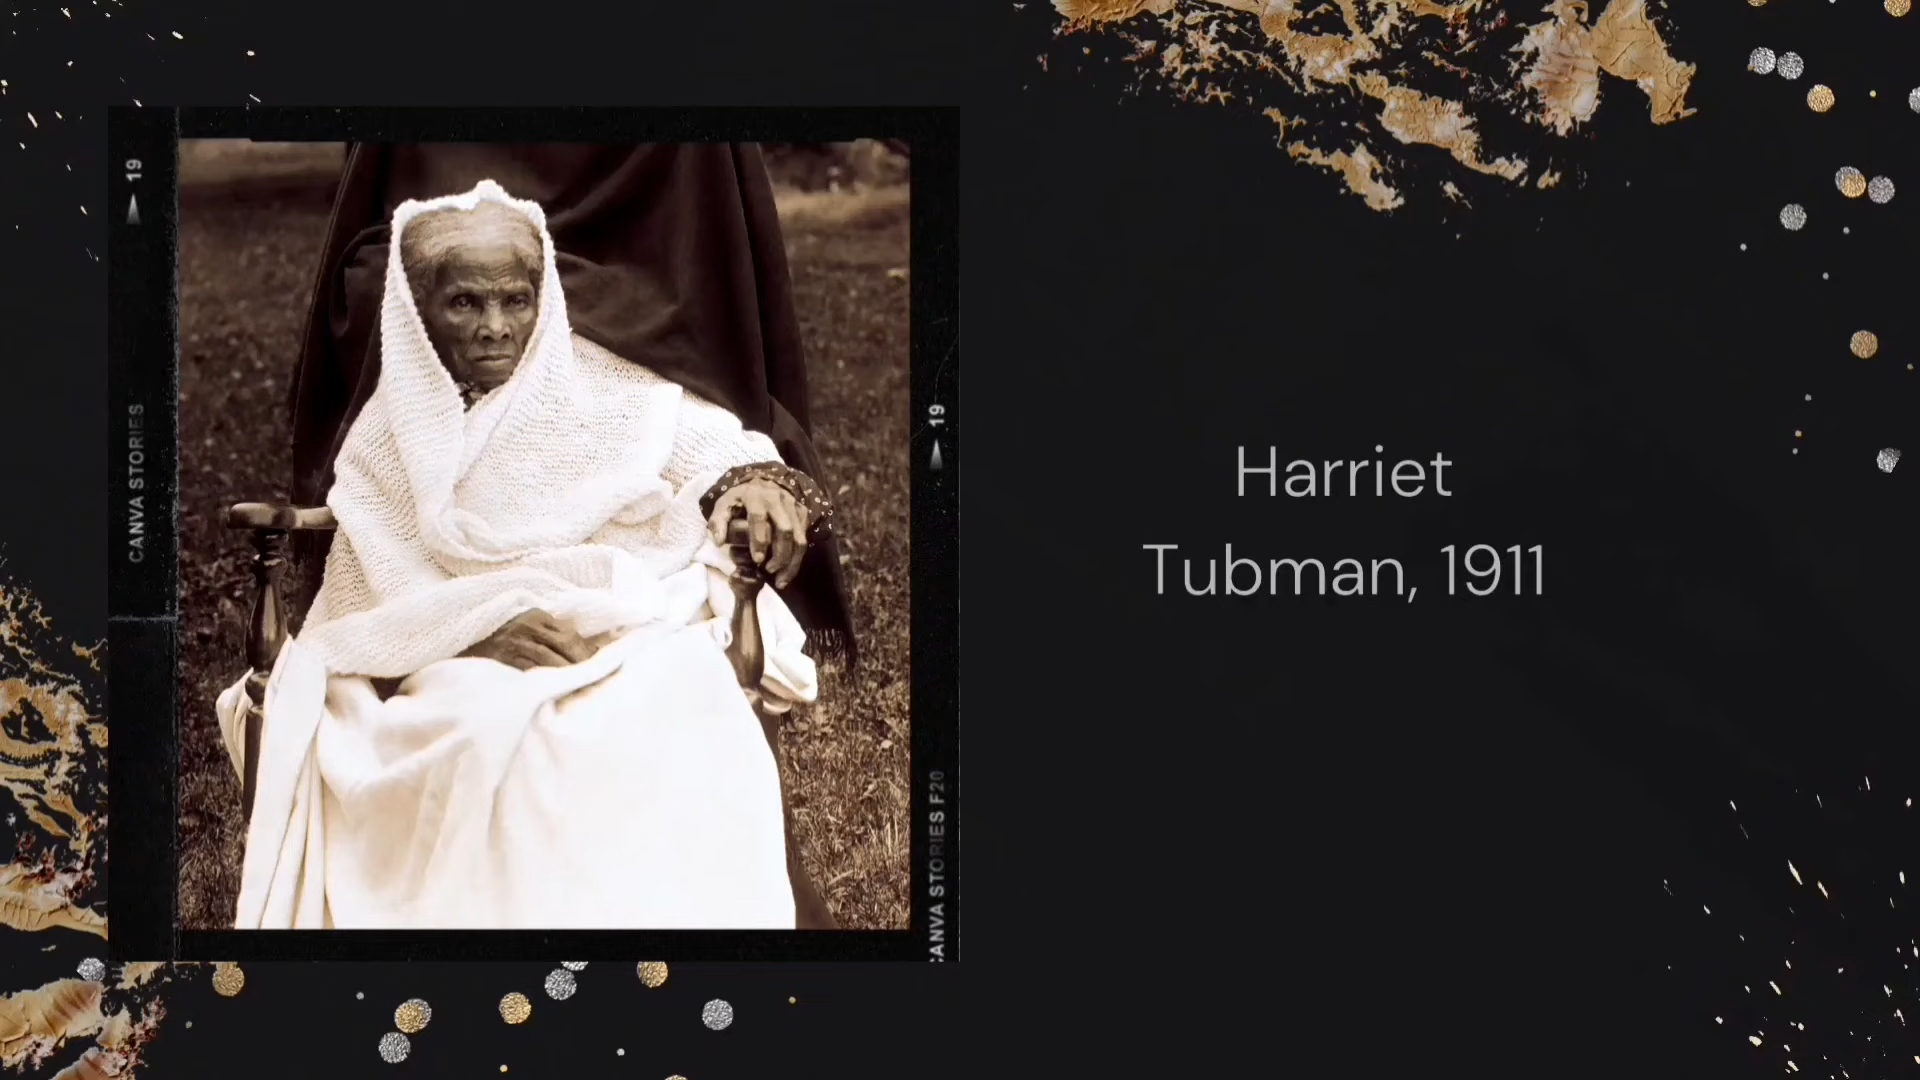 19
CANVA STORIES
19
CANVA STORIES F20
Harriet
Tubman, 1911